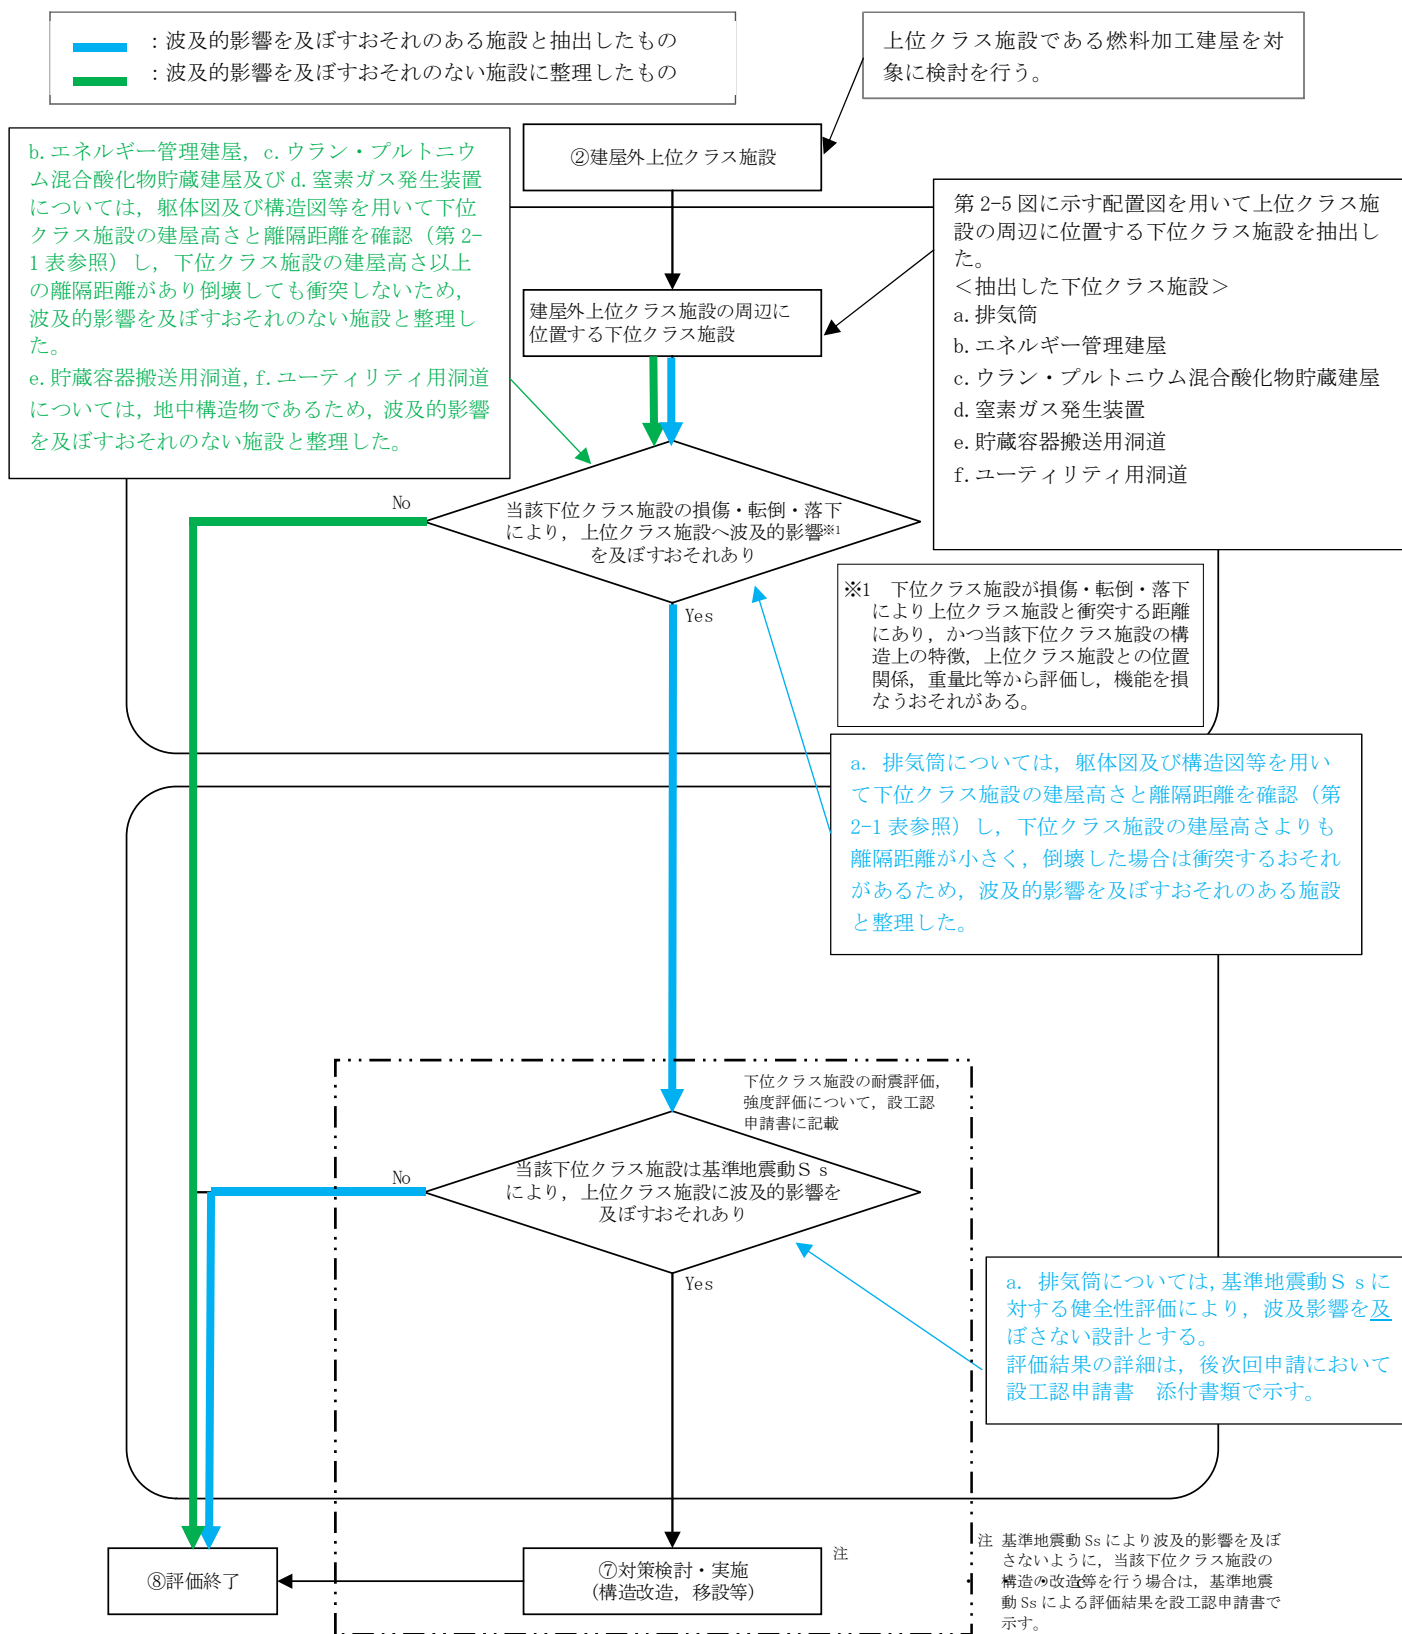 ：波及的影響を及ぼすおそれのある施設と抽出したもの
：波及的影響を及ぼすおそれのない施設に整理したもの
上位クラス施設である燃料加工建屋を対
象に検討を行う。
②建屋外上位クラス施設
b.エネルギー管理建屋，c.ウラン・プルトニウ
ム混合酸化物貯蔵建屋及び d.窒素ガス発生装置
については，躯体図及び構造図等を用いて下位
クラス施設の建屋高さと離隔距離を確認（第 2-
1 表参照）し，下位クラス施設の建屋高さ以上
の離隔距離があり倒壊しても衝突しないため，
波及的影響を及ぼすおそれのない施設と整理し
た。
e.貯蔵容器搬送用洞道，f.ユーティリティ用洞道
については，地中構造物であるため，波及的影響
を及ぼすおそれのない施設と整理した。
第 2-5 図に示す配置図を用いて上位クラス施
設の周辺に位置する下位クラス施設を抽出し
た。
＜抽出した下位クラス施設＞
a.排気筒
b.エネルギー管理建屋
c.ウラン・プルトニウム混合酸化物貯蔵建屋
d.窒素ガス発生装置
e.貯蔵容器搬送用洞道
f.ユーティリティ用洞道
建屋外上位クラス施設の周辺に
位置する下位クラス施設
No
当該下位クラス施設の損傷・転倒・落下
により，上位クラス施設へ波及的影響※1
を及ぼすおそれあり
Yes
※1　下位クラス施設が損傷・転倒・落下
により上位クラス施設と衝突する距離
にあり，かつ当該下位クラス施設の構
造上の特徴，上位クラス施設との位置
関係，重量比等から評価し，機能を損
なうおそれがある。
a. 排気筒については，躯体図及び構造図等を用い
て下位クラス施設の建屋高さと離隔距離を確認（第
2-1 表参照）し，下位クラス施設の建屋高さよりも
離隔距離が小さく，倒壊した場合は衝突するおそれ
があるため，波及的影響を及ぼすおそれのある施設
と整理した。
下位クラス施設の耐震評価，
強度評価について，設工認
申請書に記載
No
当該下位クラス施設は基準地震動Ｓｓ
により，上位クラス施設に波及的影響を
及ぼすおそれあり
Yes
a. 排気筒については，基準地震動Ｓｓに
対する健全性評価により，波及影響を及
ぼさない設計とする。
評価結果の詳細は，後次回申請において
設工認申請書　添付書類で示す。
⑧評価終了
⑦対策検討・実施
(構造改造，移設等)
注
注 基準地震動 Ss により波及的影響を及ぼ
さないように，当該下位クラス施設の
構造の改造等を行う場合は，基準地震
動 Ss による評価結果を設工認申請書で
示す。